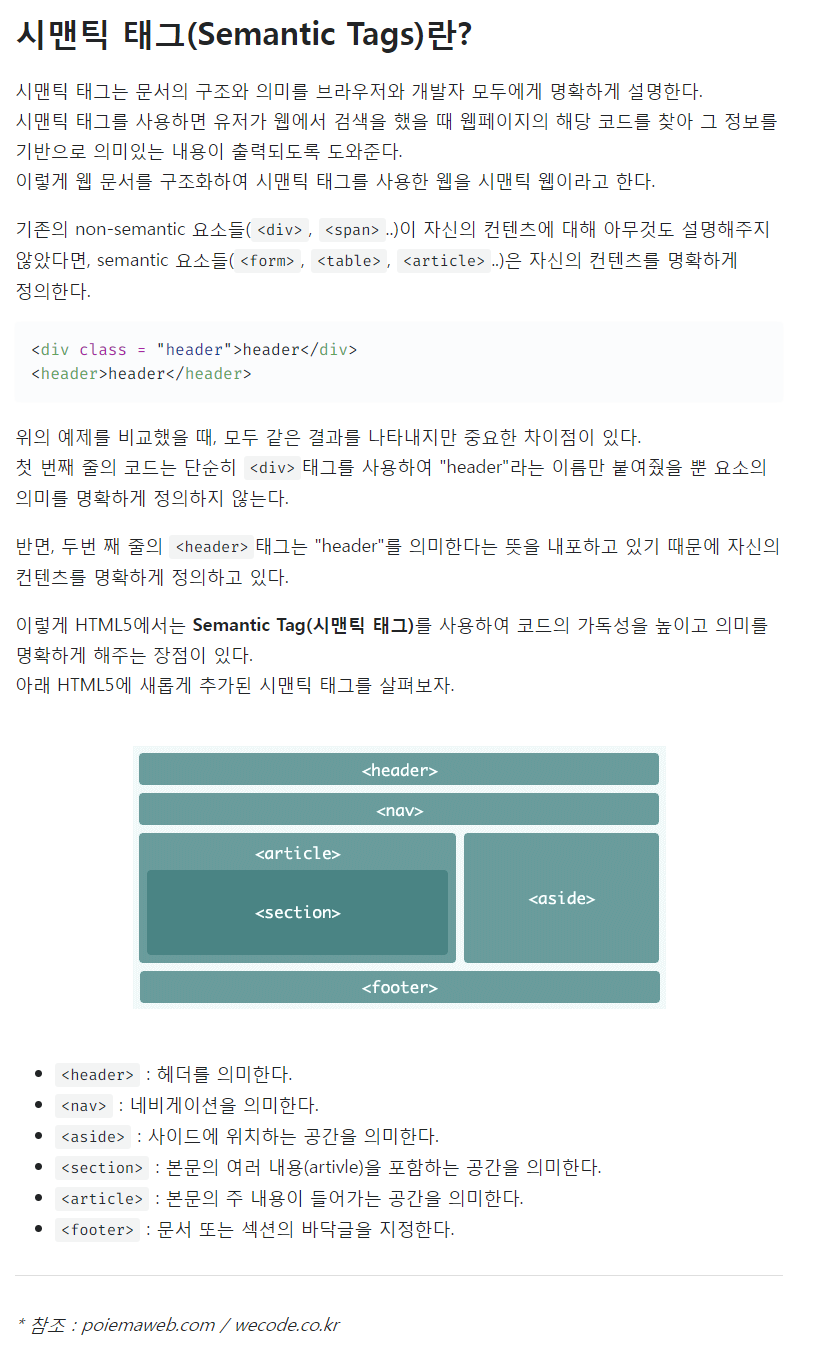 시맨틱 태그(Semantic Tags)란?
시맨틱 태그는 문서의 구조와 의미를 브라우저와 개발자 모두에게 명확하게 설명한다.
시맨틱 태그를 사용하면 유저가 웹에서 검색을 했을 때 웹페이지의 해당 코드를 찾아 그 정보를
기반으로 의미있는 내용이 출력되도록 도와준다.
이렇게 웹 문서를 구조화하여 시맨틱 태그를 사용한 웹을 시맨틱 웹이라고 한다.
기존의 non-semantic 요소들(<div>, <span>..)이 자신의 컨텐츠에 대해 아무것도 설명해주지
않았다면, semantic 요소들(<form>, <table>, <article>..)은 자신의 컨텐츠를 명확하게
정의한다.
<div class = "header">header</div>
<header>header</header>
위의 예제를 비교했을 때, 모두 같은 결과를 나타내지만 중요한 차이점이 있다.
첫 번째 줄의 코드는 단순히 <div>태그를 사용하여 "header"라는 이름만 붙여줬을 뿐 요소의
의미를 명확하게 정의하지 않는다.
반면, 두번 째 줄의 <header>태그는 "header"를 의미한다는 뜻을 내포하고 있기 때문에 자신의
컨텐츠를 명확하게 정의하고 있다.
이렇게 HTML5에서는 Semantic Tag(시맨틱 태그)를 사용하여 코드의 가독성을 높이고 의미를
명확하게 해주는 장점이 있다.
아래 HTML5에 새롭게 추가된 시맨틱 태그를 살펴보자.
<header>
<nav>
<article>
<section>
<aside>
<footer>
• <header> : 헤더를 의미한다.
• <nav> : 네비게이션을 의미한다.
• <aside> : 사이드에 위치하는 공간을 의미한다.
• <section> : 본문의 여러 내용(artivle)을 포함하는 공간을 의미한다.
• <article> : 본문의 주 내용이 들어가는 공간을 의미한다.
• <footer> : 문서 또는 섹션의 바닥글을 지정한다.
* 참조 : poiemaweb.com / wecode.co.kr